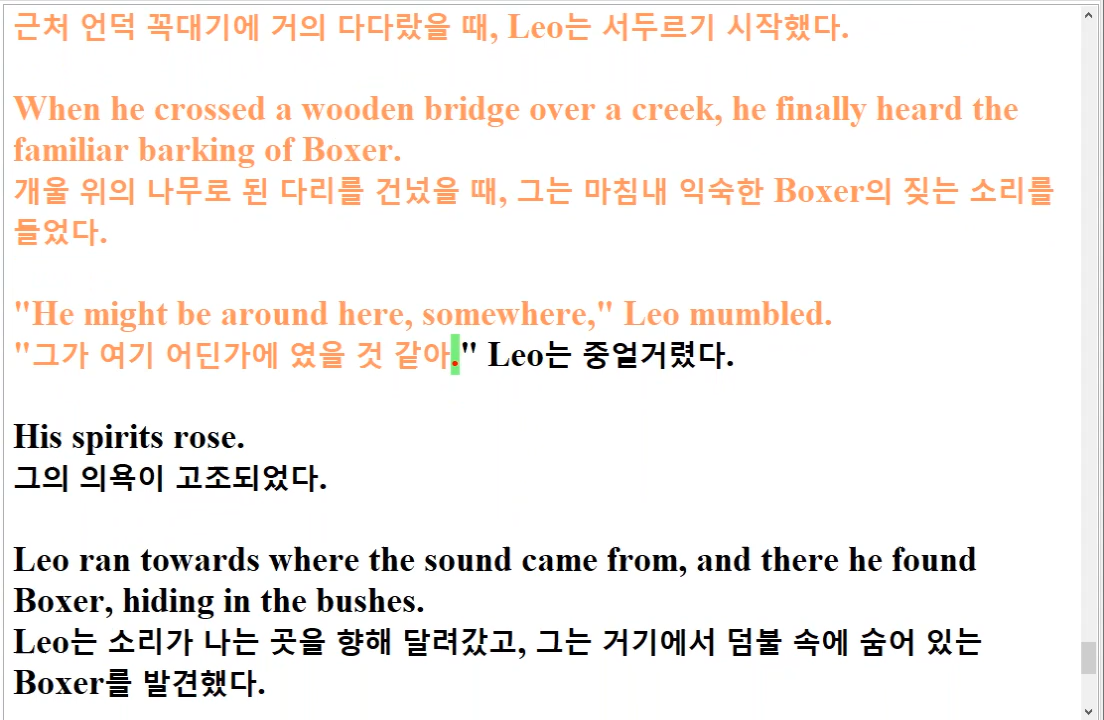 근처 언덕 꼭대기에 거의 다다랐을 때, Leo는 서두르기 시작했다.
When he crossed a wooden bridge over a creek, he finally heard the
familiar barking of Boxer.
개울 위의 나무로 된 다리를 건넜을 때, 그는 마침내 익숙한 Boxer의 짖는 소리를
들었다.
"He might be around here, somewhere," Leo mumbled.
"그가 여기 어딘가에 였을 것 같아." Leo는 중얼거렸다.
His spirits rose.
그의 의욕이 고조되었다.
Leo ran towards where the sound came from, and there he found
Boxer, hiding in the bushes.
Leo는 소리가 나는 곳을 향해 달려갔고, 그는 거기에서 덤불 속에 숨어 있는
Boxer를 발견했다.